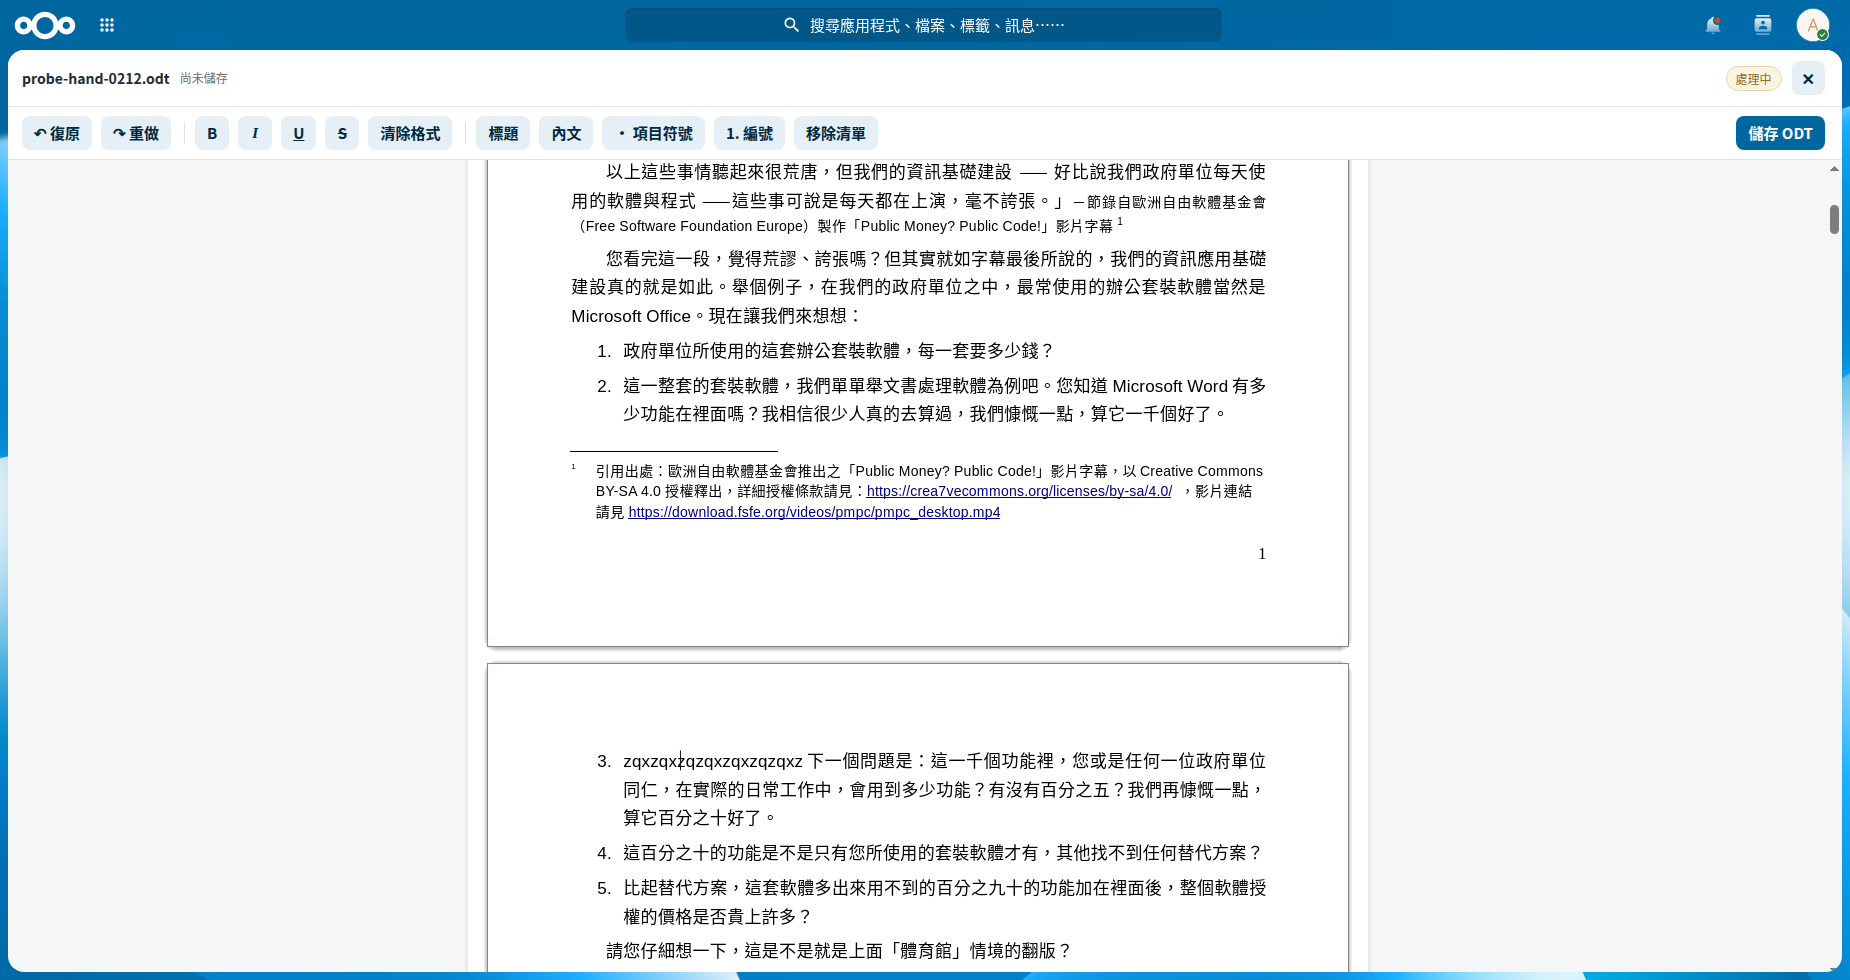 搜尋應用程式、檔案、標籤、訊息……
A
probe-hand-0212.odt 尚未儲存
處理中 ✕
↶ 復原 ↷ 重做 B I U S 清除格式 標題 內文 • 項目符號 1. 編號 移除清單 儲存 ODT
以上這些事情聽起來很荒唐，但我們的資訊基礎建設 —— 好比說我們政府單位每天使
用的軟體與程式 ——這些事可說是每天都在上演，毫不誇張。」－節錄自歐洲自由軟體基金會
（Free Software Foundation Europe）製作「Public Money? Public Code!」影片字幕 1
您看完這一段，覺得荒謬、誇張嗎？但其實就如字幕最後所說的，我們的資訊應用基礎
建設真的就是如此。舉個例子，在我們的政府單位之中，最常使用的辦公套裝軟體當然是
Microsoft Office。現在讓我們來想想：
1. 政府單位所使用的這套辦公套裝軟體，每一套要多少錢？
2. 這一整套的套裝軟體，我們單單舉文書處理軟體為例吧。您知道 Microsoft Word 有多
少功能在裡面嗎？我相信很少人真的去算過，我們慷慨一點，算它一千個好了。
1 引用出處：歐洲自由軟體基金會推出之「Public Money? Public Code!」影片字幕，以 Creative Commons
BY-SA 4.0 授權釋出，詳細授權條款請見：https://crea7vecommons.org/licenses/by-sa/4.0/ ，影片連結
請見 https://download.fsfe.org/videos/pmpc/pmpc_desktop.mp4
1
3. zqxzqxzqzqxzqxzqzqxz 下一個問題是：這一千個功能裡，您或是任何一位政府單位
同仁，在實際的日常工作中，會用到多少功能？有沒有百分之五？我們再慷慨一點，
算它百分之十好了。
4. 這百分之十的功能是不是只有您所使用的套裝軟體才有，其他找不到任何替代方案？
5. 比起替代方案，這套軟體多出來用不到的百分之九十的功能加在裡面後，整個軟體授
權的價格是否貴上許多？
請您仔細想一下，這是不是就是上面「體育館」情境的翻版？